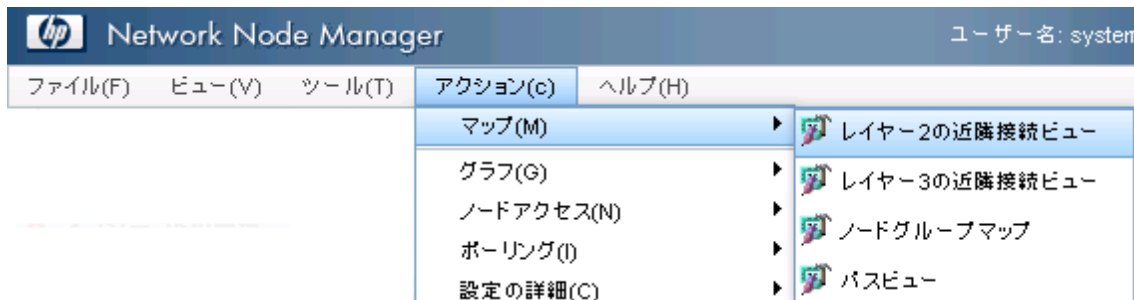 hp Network Node Manager
ユーザー名: system
ファイル(F) ビュー(V) ツール(T) アクション(c) ヘルプ(H)
マップ(M)
レイヤー2の近隣接続ビュー
グラフ(G)
レイヤー3の近隣接続ビュー
ノードアクセス(N)
ノードグループマップ
ポーリング(I)
パスビュー
設定の詳細(C)